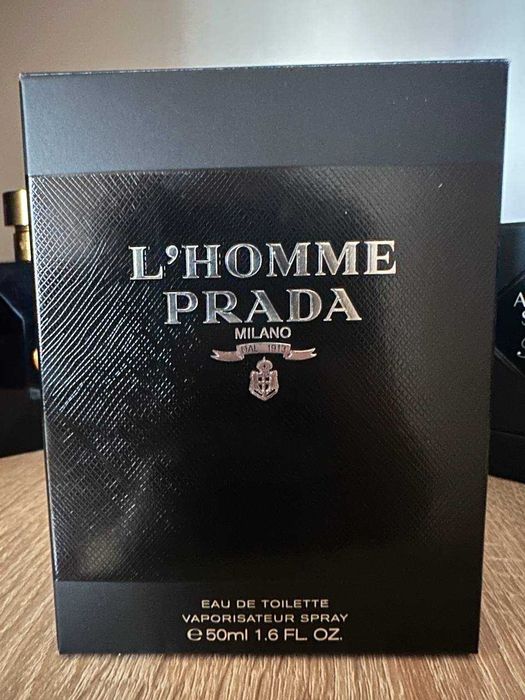 L'HOMME
PRADA
MILANO
DAL 1913
EAU DE TOILETTE
VAPORISATEUR SPRAY
℮50ml 1.6 FL. OZ.
A